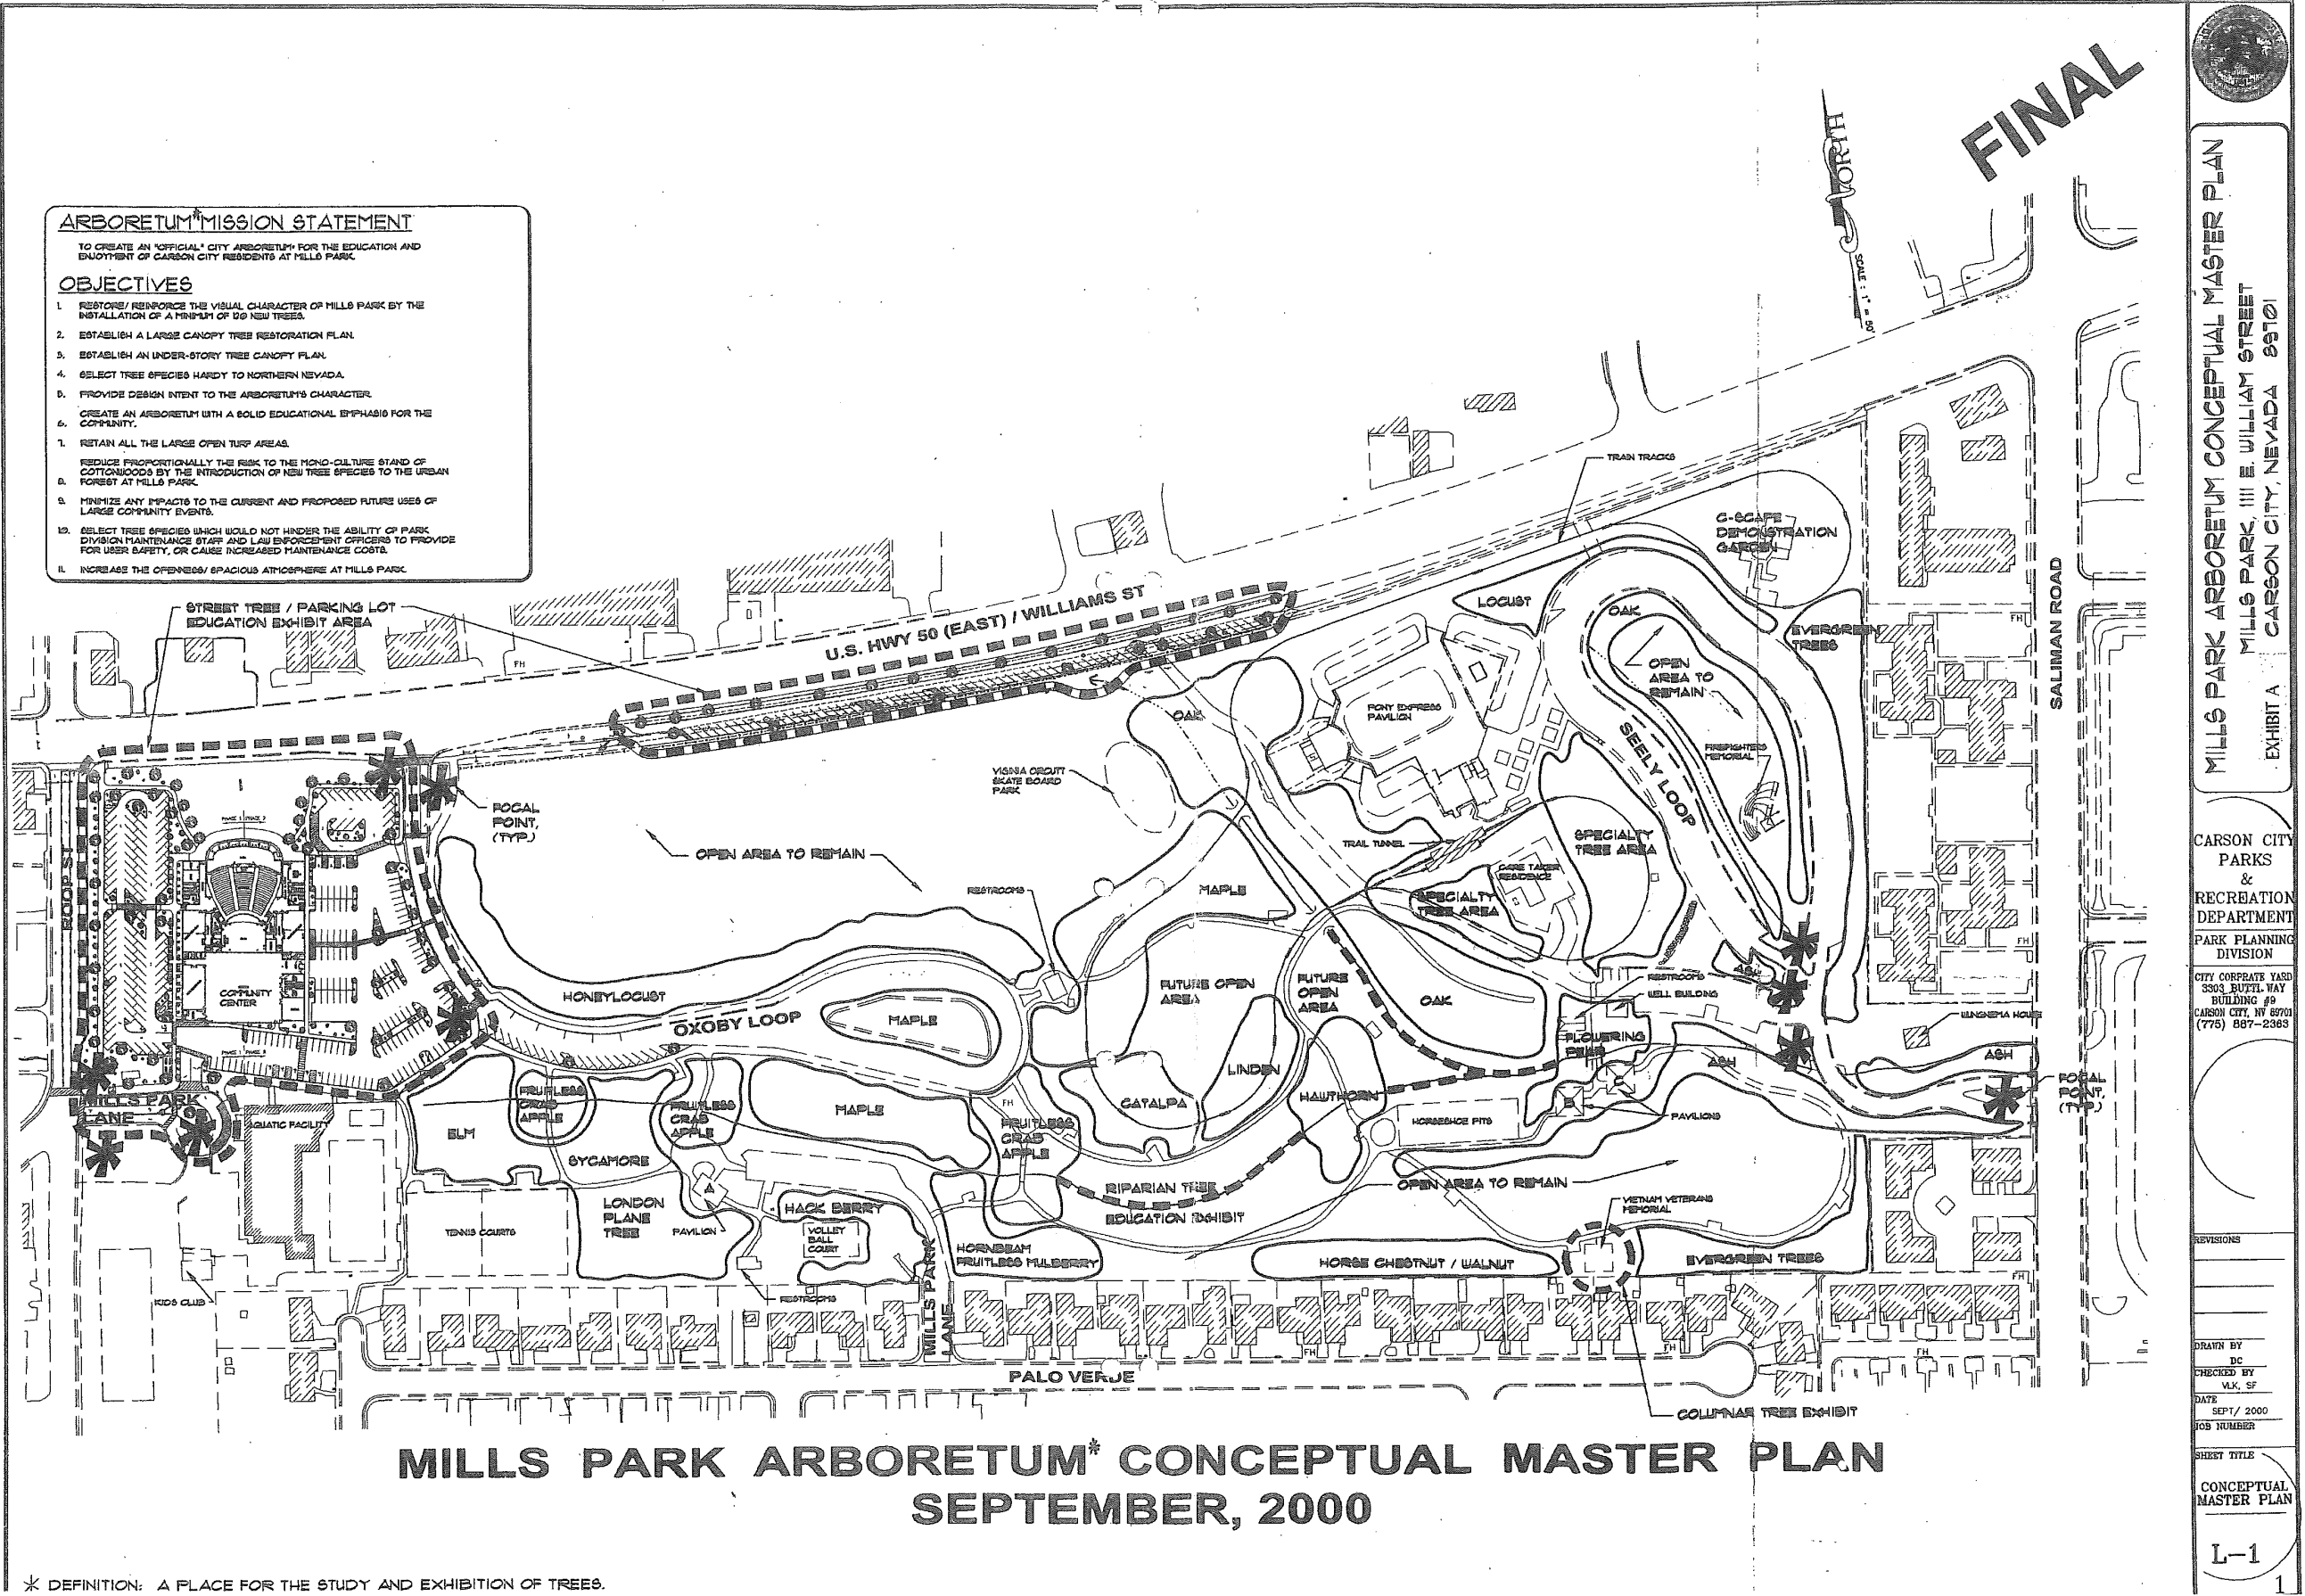 FINAL
NORTH
SCALE : 1" = 50'
ARBORETUM* MISSION STATEMENT
TO CREATE AN "OFFICIAL" CITY ARBORETUM* FOR THE EDUCATION AND
ENJOYMENT OF CARSON CITY RESIDENTS AT MILLS PARK.
OBJECTIVES
1. RESTORE/ REINFORCE THE VISUAL CHARACTER OF MILLS PARK BY THE
INSTALLATION OF A MINIMUM OF 120 NEW TREES.
2. ESTABLISH A LARGE CANOPY TREE RESTORATION PLAN.
3. ESTABLISH AN UNDER-STORY TREE CANOPY PLAN.
4. SELECT TREE SPECIES HARDY TO NORTHERN NEVADA.
5. PROVIDE DESIGN INTENT TO THE ARBORETUM'S CHARACTER.
CREATE AN ARBORETUM WITH A SOLID EDUCATIONAL EMPHASIS FOR THE
6. COMMUNITY.
7. RETAIN ALL THE LARGE OPEN TURF AREAS.
REDUCE PROPORTIONALLY THE RISK TO THE MONO-CULTURE STAND OF
COTTONWOODS BY THE INTRODUCTION OF NEW TREE SPECIES TO THE URBAN
8. FOREST AT MILLS PARK.
9. MINIMIZE ANY IMPACTS TO THE CURRENT AND PROPOSED FUTURE USES OF
LARGE COMMUNITY EVENTS.
10. SELECT TREE SPECIES WHICH WOULD NOT HINDER THE ABILITY OF PARK
DIVISION MAINTENANCE STAFF AND LAW ENFORCEMENT OFFICERS TO PROVIDE
FOR USER SAFETY, OR CAUSE INCREASED MAINTENANCE COSTS.
11. INCREASE THE OPENNESS/ SPACIOUS ATMOSPHERE AT MILLS PARK.
STREET TREE / PARKING LOT
EDUCATION EXHIBIT AREA
FH
U.S. HWY 50 (EAST) / WILLIAMS ST
TRAIN TRACKS
G-SCAPE
DEMONSTRATION
GARDEN
LOCUST
OAK
EVERGREEN
TREES
FH
SALIMAN ROAD
OPEN
AREA TO
REMAIN
OAK
PONY EXPRESS
PAVILION
SEELY LOOP
FIREFIGHTERS
MEMORIAL
SKATE BOARD
PARK
FOCAL
POINT,
(TYP.)
OPEN AREA TO REMAIN
TRAIL TUNNEL
SPECIALTY
TREE AREA
CARE TAKER
RESIDENCE
SPECIALTY
TREE AREA
RESTROOMS
MAPLE
ROOP ST
FH
ASH
RESTROOMS
WELL BUILDING
FUTURE OPEN
AREA
FUTURE
OPEN
AREA
OAK
COMMUNITY
CENTER
HONEYLOCUST
OXOBY LOOP
MAPLE
FLOWERING
PEAR
ASH
ASH
LINDEN
FOCAL
POINT,
(TYP.)
MILLS PARK
LANE
AQUATIC FACILITY
FRUITLESS
CRAB
APPLE
FRUITLESS
CRAB
APPLE
MAPLE
FH
FRUITLESS
CRAB
APPLE
CATALPA
HAWTHORN
C
B
PAVILIONS
HORSESHOE PITS
ELM
SYCAMORE
RIPARIAN TREE
EDUCATION EXHIBIT
OPEN AREA TO REMAIN
VIETNAM VETERANS
MEMORIAL
A
LONDON
PLANE
TREE
PAVILION
HACK BERRY
TENNIS COURTS
VOLLEY
BALL
COURT
HORNBEAM
FRUITLESS MULBERRY
HORSE CHESTNUT / WALNUT
EVERGREEN TREES
FH
KIDS CLUB
RESTROOMS
MILLS PARK
LANE
FH
FH
FH
PALO VERDE
COLUMNAR TREE EXHIBIT
MILLS PARK ARBORETUM* CONCEPTUAL MASTER PLAN
SEPTEMBER, 2000
* DEFINITION: A PLACE FOR THE STUDY AND EXHIBITION OF TREES.
MILLS PARK ARBORETUM CONCEPTUAL MASTER PLAN
MILLS PARK, 1111 E. WILLIAM STREET
EXHIBIT A CARSON CITY, NEVADA 89701
CARSON CITY
PARKS
&
RECREATION
DEPARTMENT
PARK PLANNING
DIVISION
CITY CORPRATE YARD
3303 BUTTI WAY
BUILDING #9
CARSON CITY, NV 89701
(775) 887-2363
REVISIONS
DRAWN BY
DC
CHECKED BY
VLK, SF
DATE
SEPT/ 2000
JOB NUMBER
SHEET TITLE
CONCEPTUAL
MASTER PLAN
L-1
1